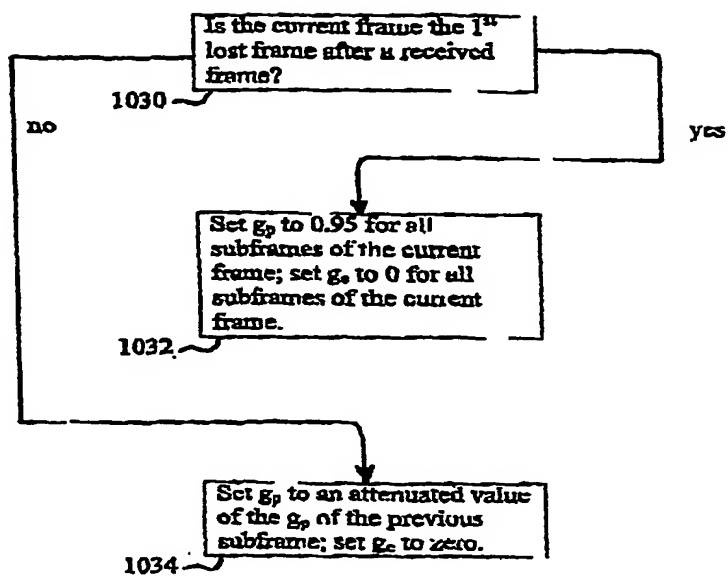 Is the current frame the 1st
lost frame after a received
frame?
1030
no
yes
Set gp to 0.95 for all
subframes of the current
frame; set gc to 0 for all
subframes of the current
frame.
1032
Set gp to an attenuated value
of the gp of the previous
subframe; set gc to zero.
1034